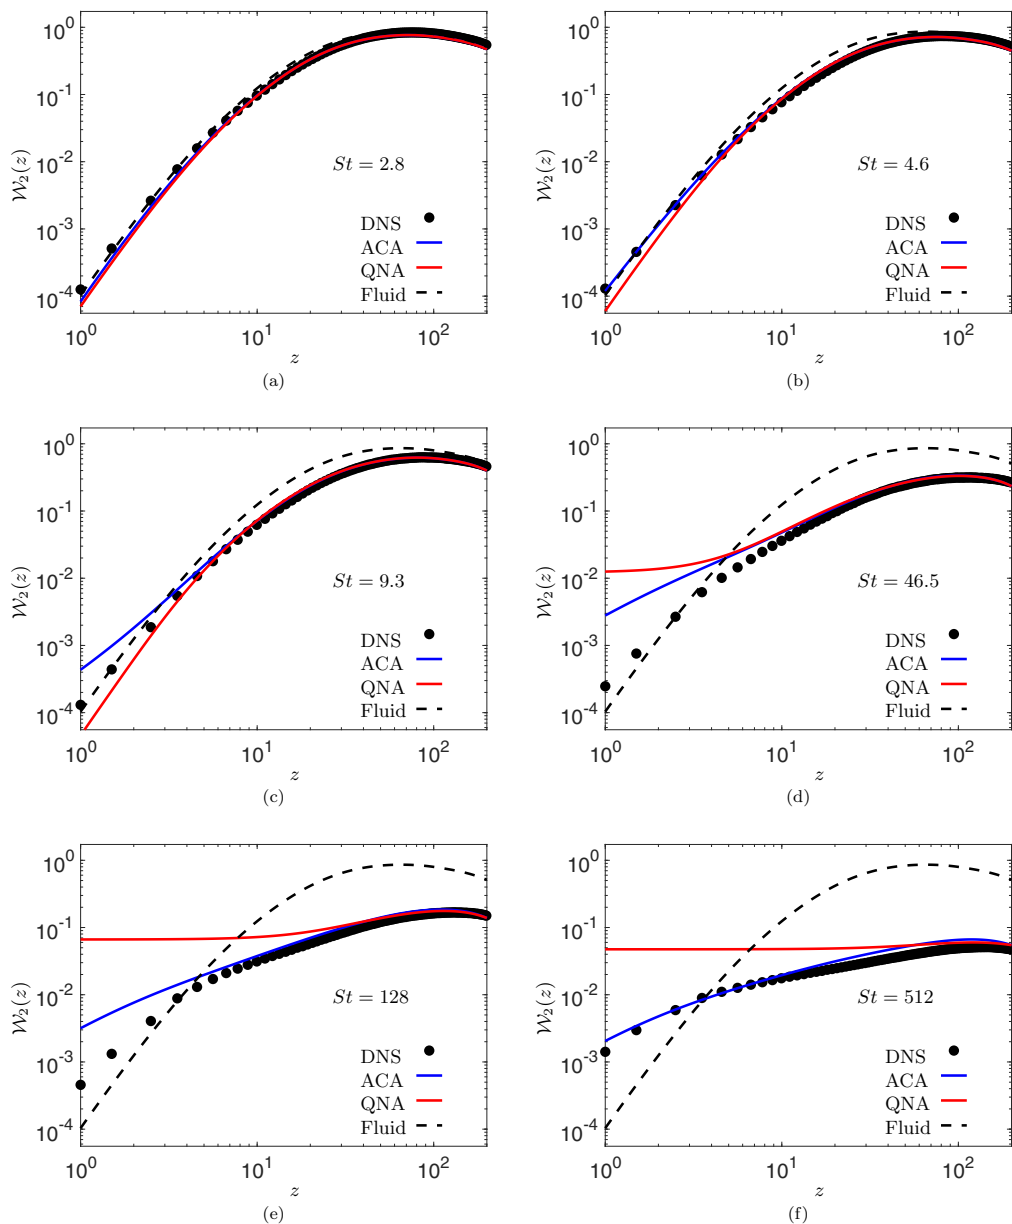 10^0
10^-1
10^-2
10^-3
10^-4
𝒲₂(z)
St = 2.8
DNS
ACA
QNA
Fluid
10^0 10^1 10^2
z
(a)
10^0
10^-1
10^-2
10^-3
10^-4
𝒲₂(z)
St = 4.6
DNS
ACA
QNA
Fluid
10^0 10^1 10^2
z
(b)
10^0
10^-1
10^-2
10^-3
10^-4
𝒲₂(z)
St = 9.3
DNS
ACA
QNA
Fluid
10^0 10^1 10^2
z
(c)
10^0
10^-1
10^-2
10^-3
10^-4
𝒲₂(z)
St = 46.5
DNS
ACA
QNA
Fluid
10^0 10^1 10^2
z
(d)
10^0
10^-1
10^-2
10^-3
10^-4
𝒲₂(z)
St = 128
DNS
ACA
QNA
Fluid
10^0 10^1 10^2
z
(e)
10^0
10^-1
10^-2
10^-3
10^-4
𝒲₂(z)
St = 512
DNS
ACA
QNA
Fluid
10^0 10^1 10^2
z
(f)